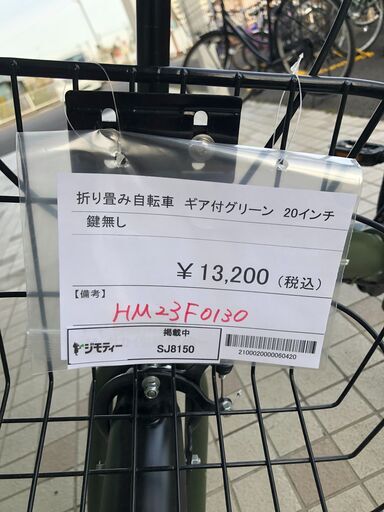 折り畳み自転車 ギア付グリーン 20インチ
鍵無し
￥13,200（税込）
【備考】
HM23F0130
ジモティー
掲載中
SJ8150
2100020000060420